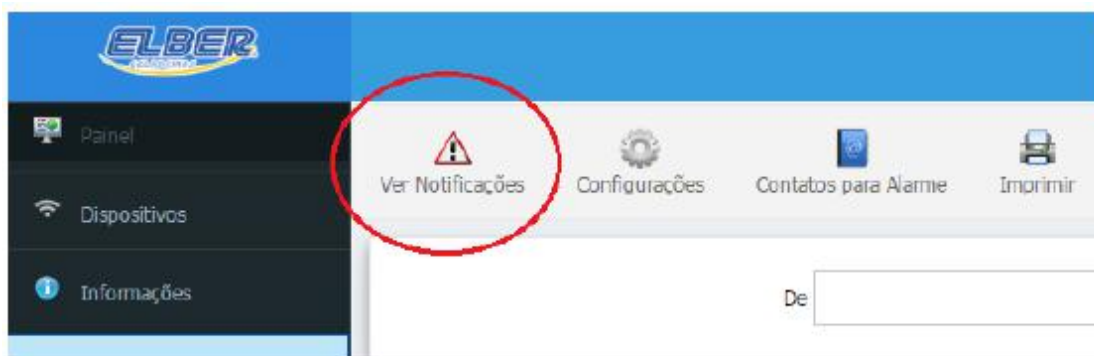 ELBER
Painel
Dispositivos
Informações
Ver Notificações
Configurações
Contatos para Alarme
Imprimir
De